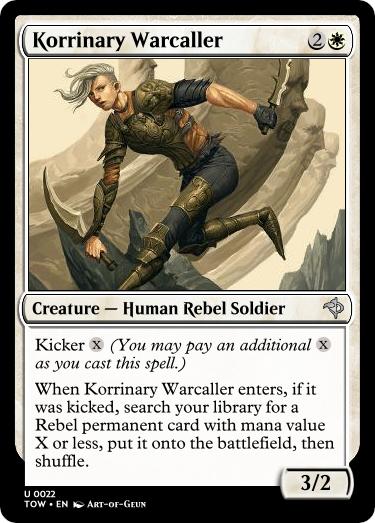 Korrinary Warcaller 2
Creature — Human Rebel Soldier
Kicker X (You may pay an additional X
as you cast this spell.)
When Korrinary Warcaller enters, if it
was kicked, search your library for a
Rebel permanent card with mana value
X or less, put it onto the battlefield, then
shuffle.
3/2
U 0022
TOW • EN Art-of-Geun